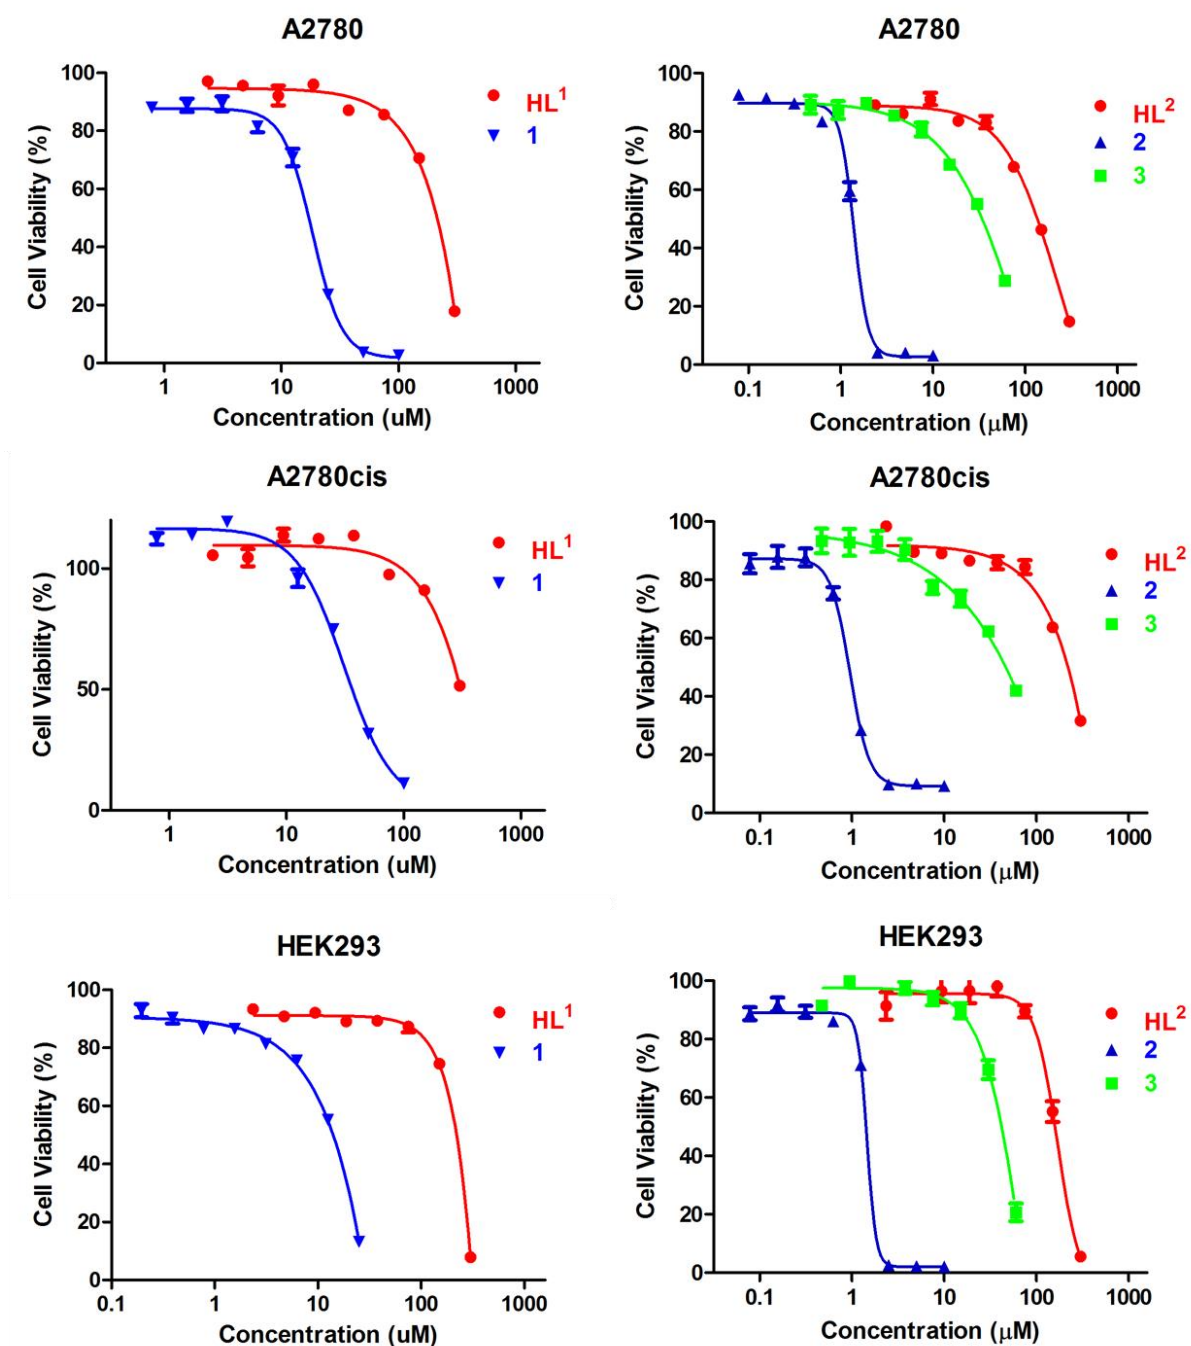 A2780
Cell Viability (%)
100
80
60
40
20
0
1
10
100
1000
Concentration (uM)
HL¹
1
A2780
Cell Viability (%)
100
80
60
40
20
0
0.1
1
10
100
1000
Concentration (μM)
HL²
2
3
A2780cis
Cell Viability (%)
100
50
0
1
10
100
1000
Concentration (uM)
HL¹
1
A2780cis
Cell Viability (%)
100
80
60
40
20
0
0.1
1
10
100
1000
Concentration (μM)
HL²
2
3
HEK293
Cell Viability (%)
100
80
60
40
20
0
0.1
1
10
100
1000
Concentration (uM)
HL¹
1
HEK293
Cell Viability (%)
100
80
60
40
20
0
0.1
1
10
100
1000
Concentration (μM)
HL²
2
3